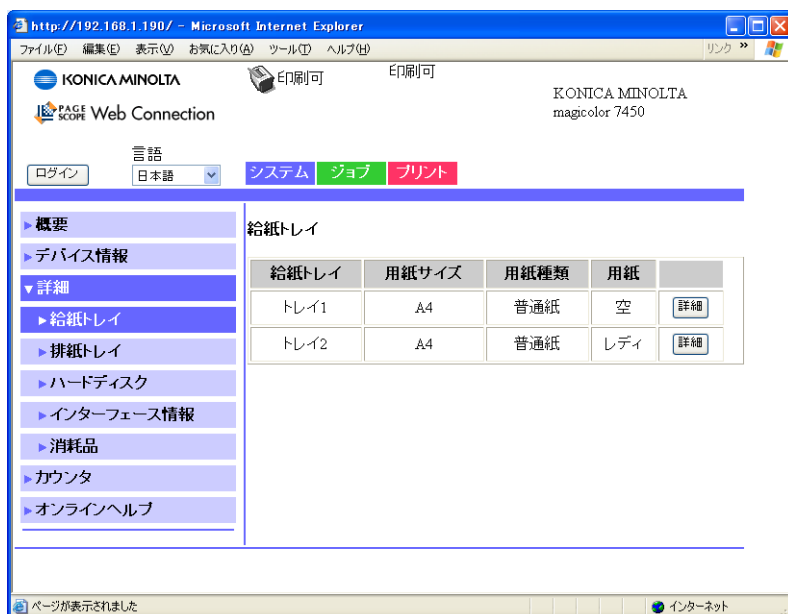 http://192.168.1.190/ - Microsoft Internet Explorer
ファイル(F) 編集(E) 表示(V) お気に入り(A) ツール(T) ヘルプ(H) リンク »
KONICA MINOLTA 印刷可 印刷可
KONICA MINOLTA
magicolor 7450
PAGE SCOPE Web Connection
言語
ログイン 日本語 システム ジョブ プリント
概要
デバイス情報
詳細
給紙トレイ
排紙トレイ
ハードディスク
インターフェース情報
消耗品
カウンタ
オンラインヘルプ
給紙トレイ
給紙トレイ 用紙サイズ 用紙種類 用紙
トレイ1 A4 普通紙 空 詳細
トレイ2 A4 普通紙 レディ 詳細
ページが表示されました インターネット